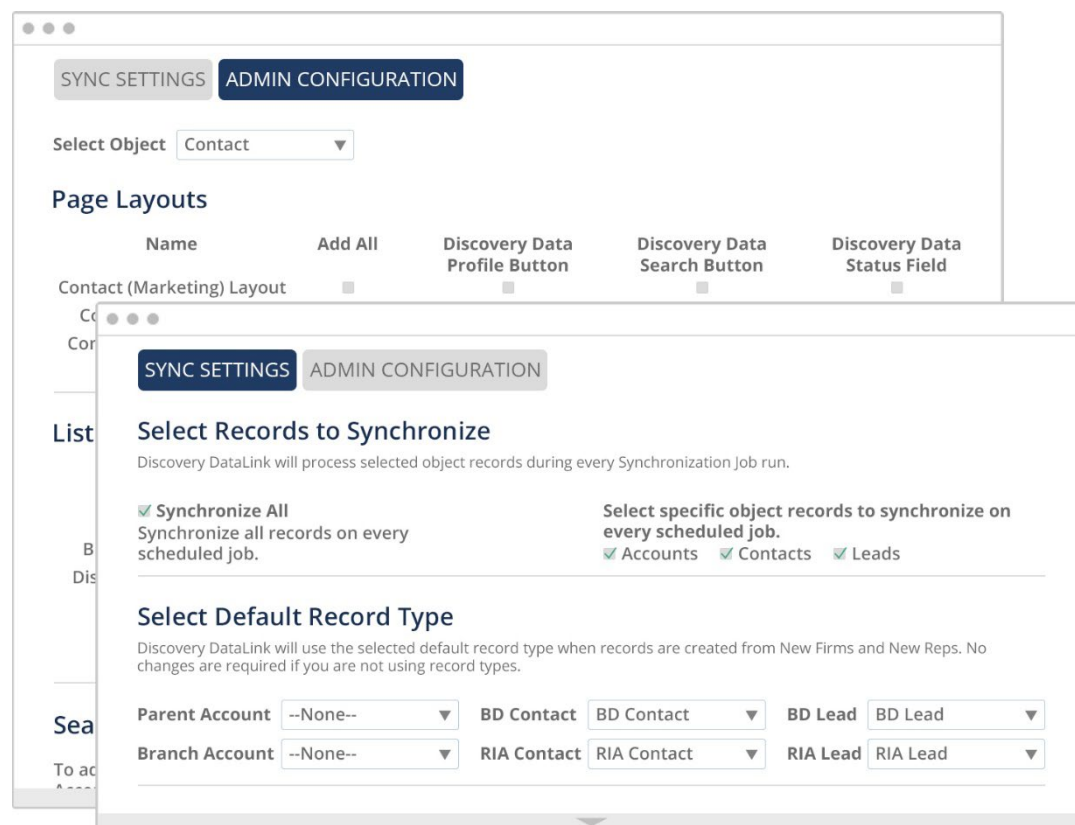 SYNC SETTINGS ADMIN CONFIGURATION
Select Object Contact
Page Layouts
Name Add All Discovery Data Profile Button Discovery Data Search Button Discovery Data Status Field
Contact (Marketing) Layout
List
To
SYNC SETTINGS ADMIN CONFIGURATION
Select Records to Synchronize
Discovery DataLink will process selected object records during every Synchronization Job run.
Synchronize All
Synchronize all records on every
scheduled job.
Select specific object records to synchronize on
every scheduled job.
Accounts Contacts Leads
Select Default Record Type
Discovery DataLink will use the selected default record type when records are created from New Firms and New Reps. No
changes are required if you are not using record types.
Parent Account --None-- BD Contact BD Contact BD Lead BD Lead
Branch Account --None-- RIA Contact RIA Contact RIA Lead RIA Lead